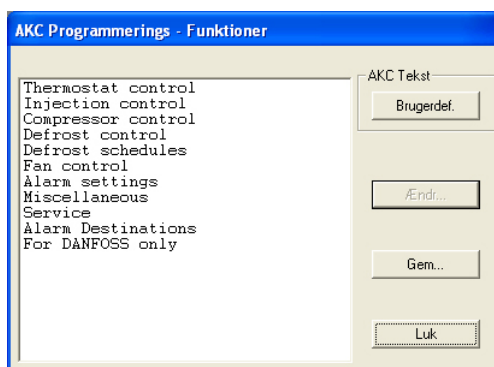 AKC Programmerings - Funktioner
Thermostat control
Injection control
Compressor control
Defrost control
Defrost schedules
Fan control
Alarm settings
Miscellaneous
Service
Alarm Destinations
For DANFOSS only
AKC Tekst
Brugerdef.
Ændr...
Gem...
Luk